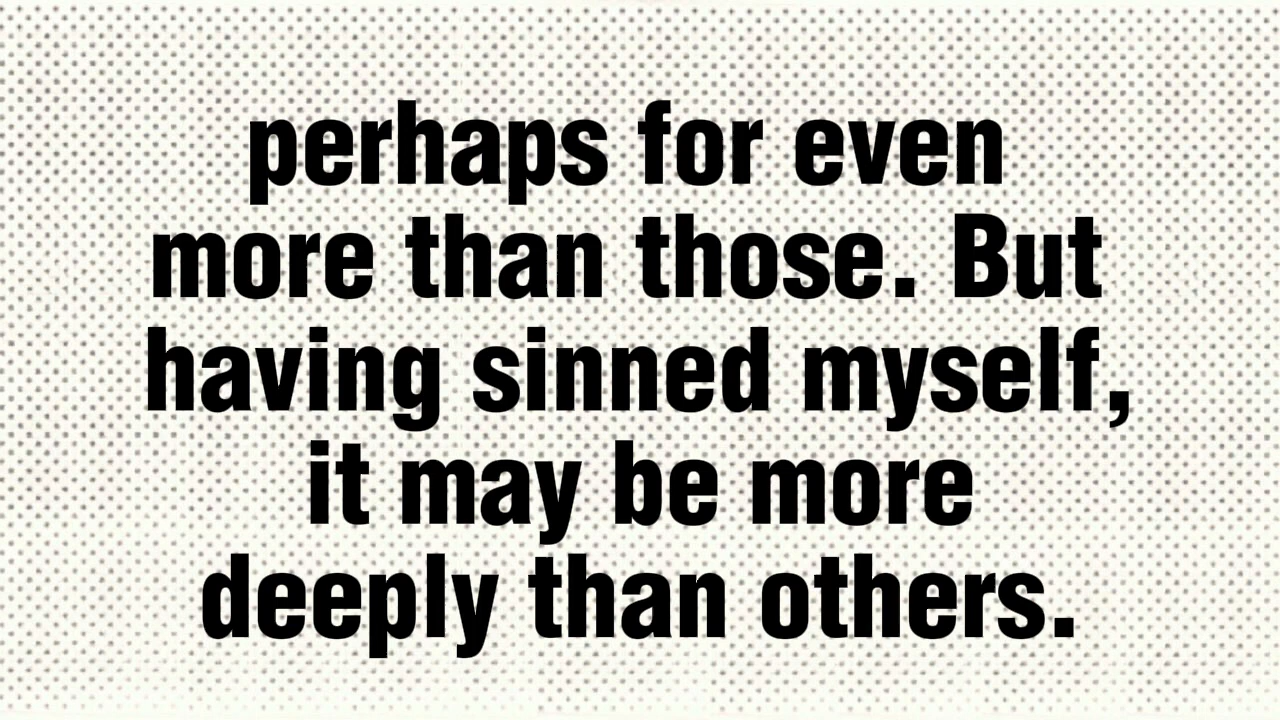 perhaps for even
more than those. But
having sinned myself,
it may be more
deeply than others.